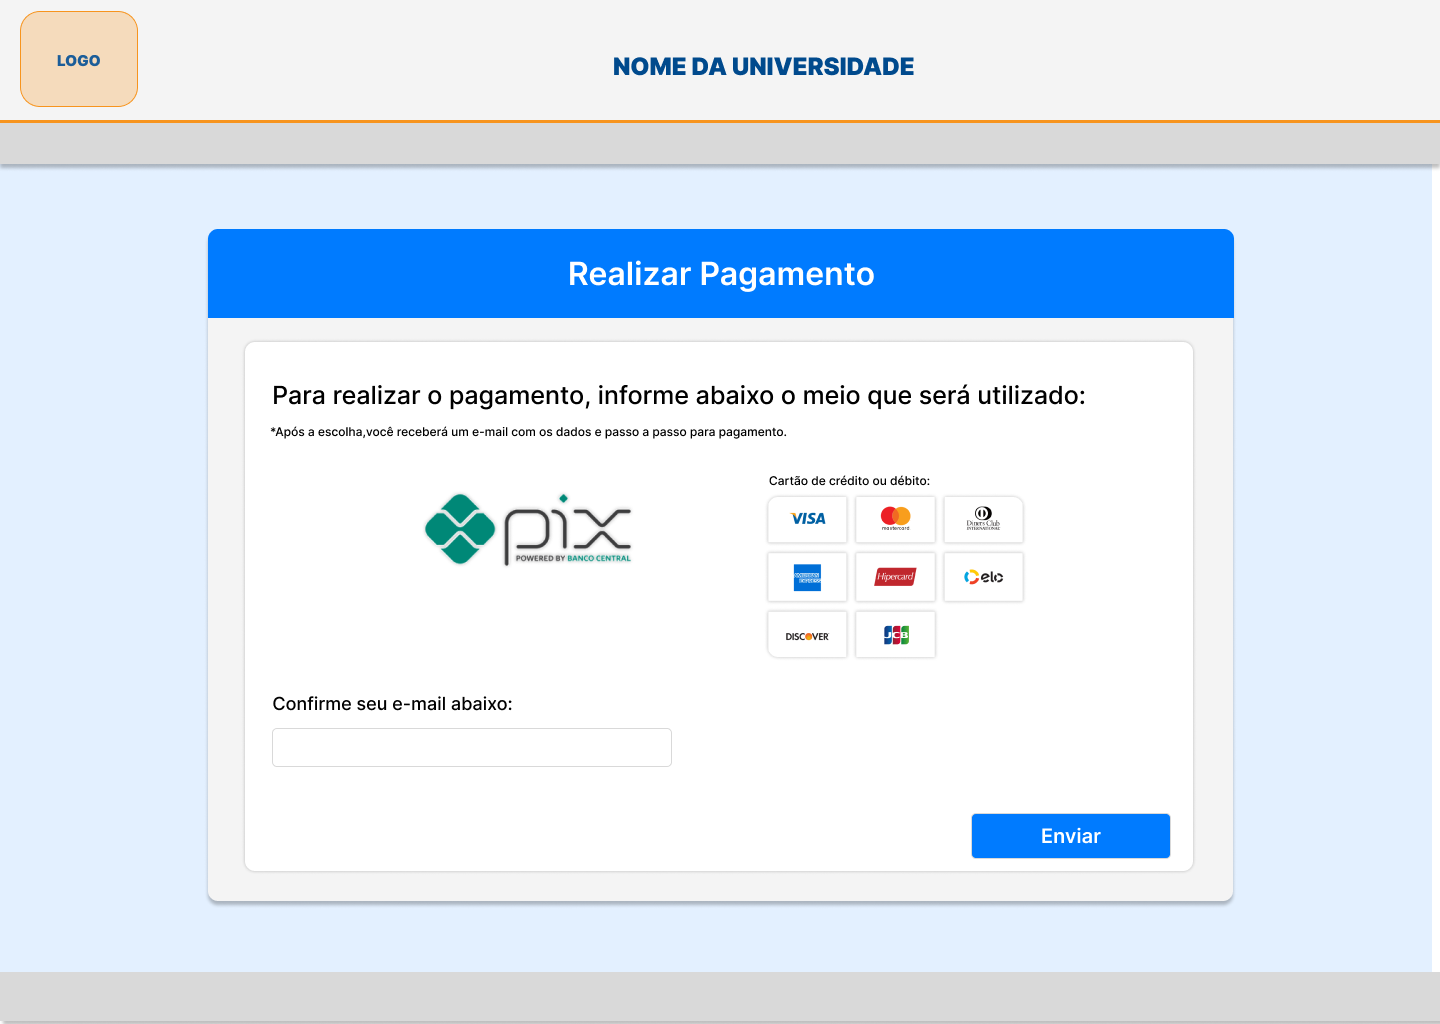 LOGO
NOME DA UNIVERSIDADE
Realizar Pagamento
Para realizar o pagamento, informe abaixo o meio que será utilizado:
*Após a escolha,você receberá um e-mail com os dados e passo a passo para pagamento.
pix
POWERED BY BANCO CENTRAL
Cartão de crédito ou débito:
VISA
mastercard
Diners Club
INTERNATIONAL
AMERICAN
EXPRESS
Hipercard
elo
DISCOVER
JCB
Confirme seu e-mail abaixo:
Enviar